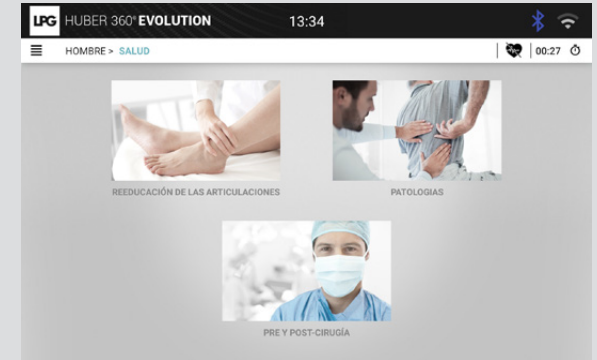 LPG HUBER 360° EVOLUTION 13:34
HOMBRE > SALUD 00:27
REEDUCACIÓN DE LAS ARTICULACIONES
PATOLOGIAS
PRE Y POST-CIRUGÍA